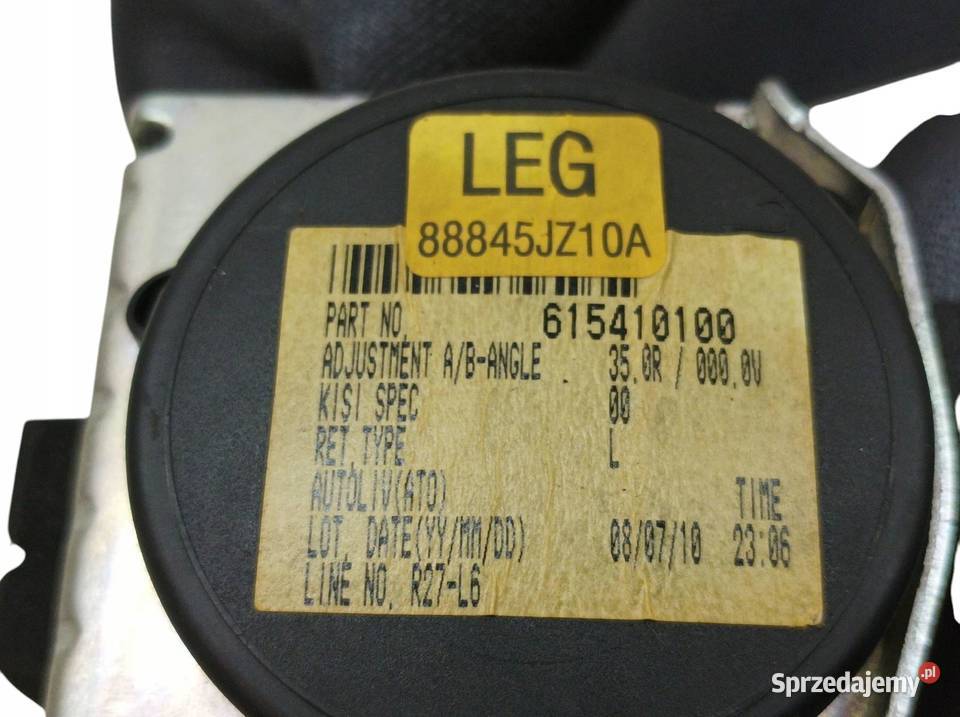 LEG
88845JZ10A
PART NO. 615410100
ADJUSTMENT A/B-ANGLE 35.0R / 000.0V
KISI SPEC 00
RET.TYPE L
AUTOLIV(ATO) TIME
LOT. DATE(YY/MM/DD) 08/07/10 23:06
LINE NO. R27-L6
Sprzedajemy.pl